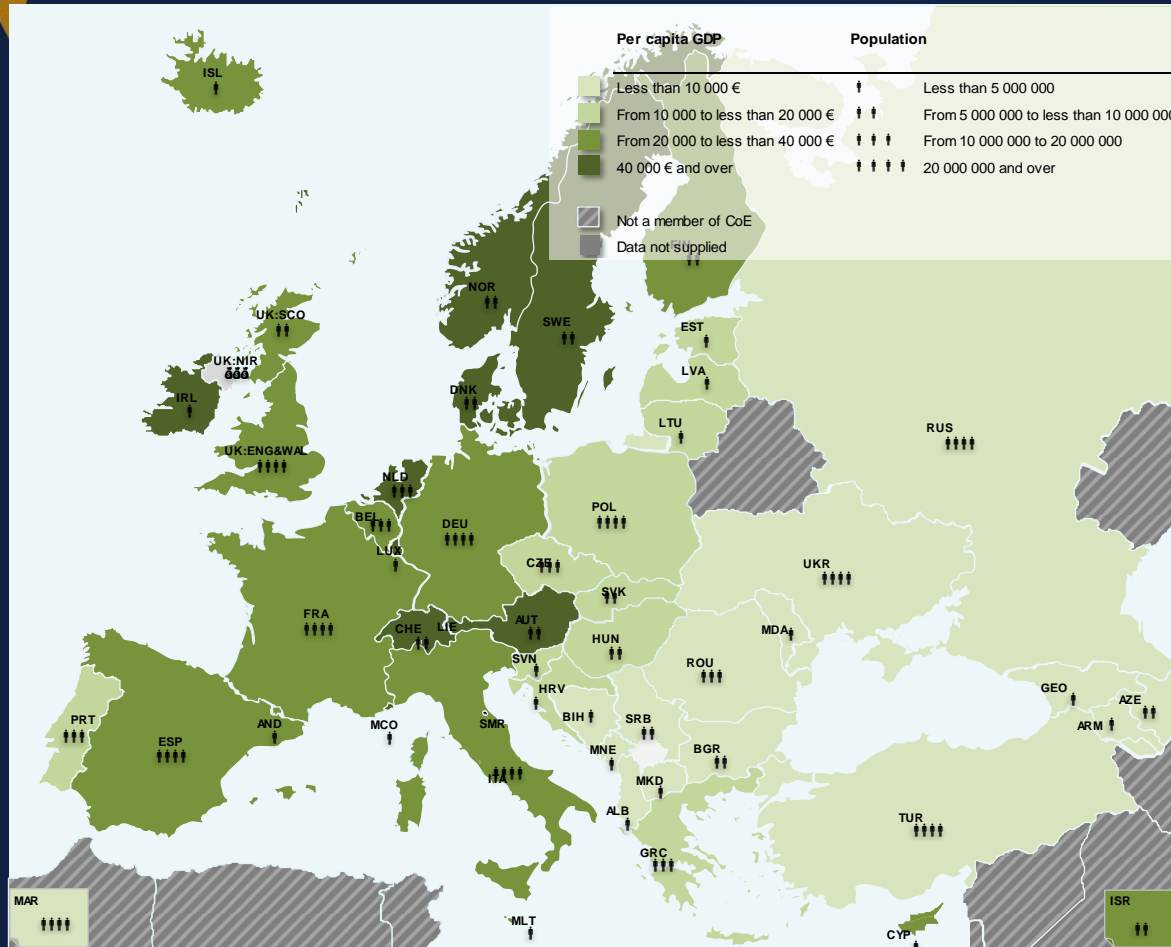 Per capita GDP Population
Less than 10 000 € Less than 5 000 000
From 10 000 to less than 20 000 € From 5 000 000 to less than 10 000 000
From 20 000 to less than 40 000 € From 10 000 000 to 20 000 000
40 000 € and over 20 000 000 and over
Not a member of CoE
Data not supplied
ISL
FIN
NOR
SWE
UK:SCO
EST
UK:NIR
LVA
DNK
IRL
LTU
RUS
UK:ENG&WAL
NLD
POL
BEL
DEU
LUX
CZE
UKR
SVK
FRA
AUT
CHE
LIE
MDA
HUN
SVN
ROU
HRV
GEO
AZE
PRT
AND
MCO
SMR
BIH
SRB
ARM
ESP
MNE
BGR
ITA
MKD
ALB
TUR
GRC
MAR
ISR
MLT
CYP